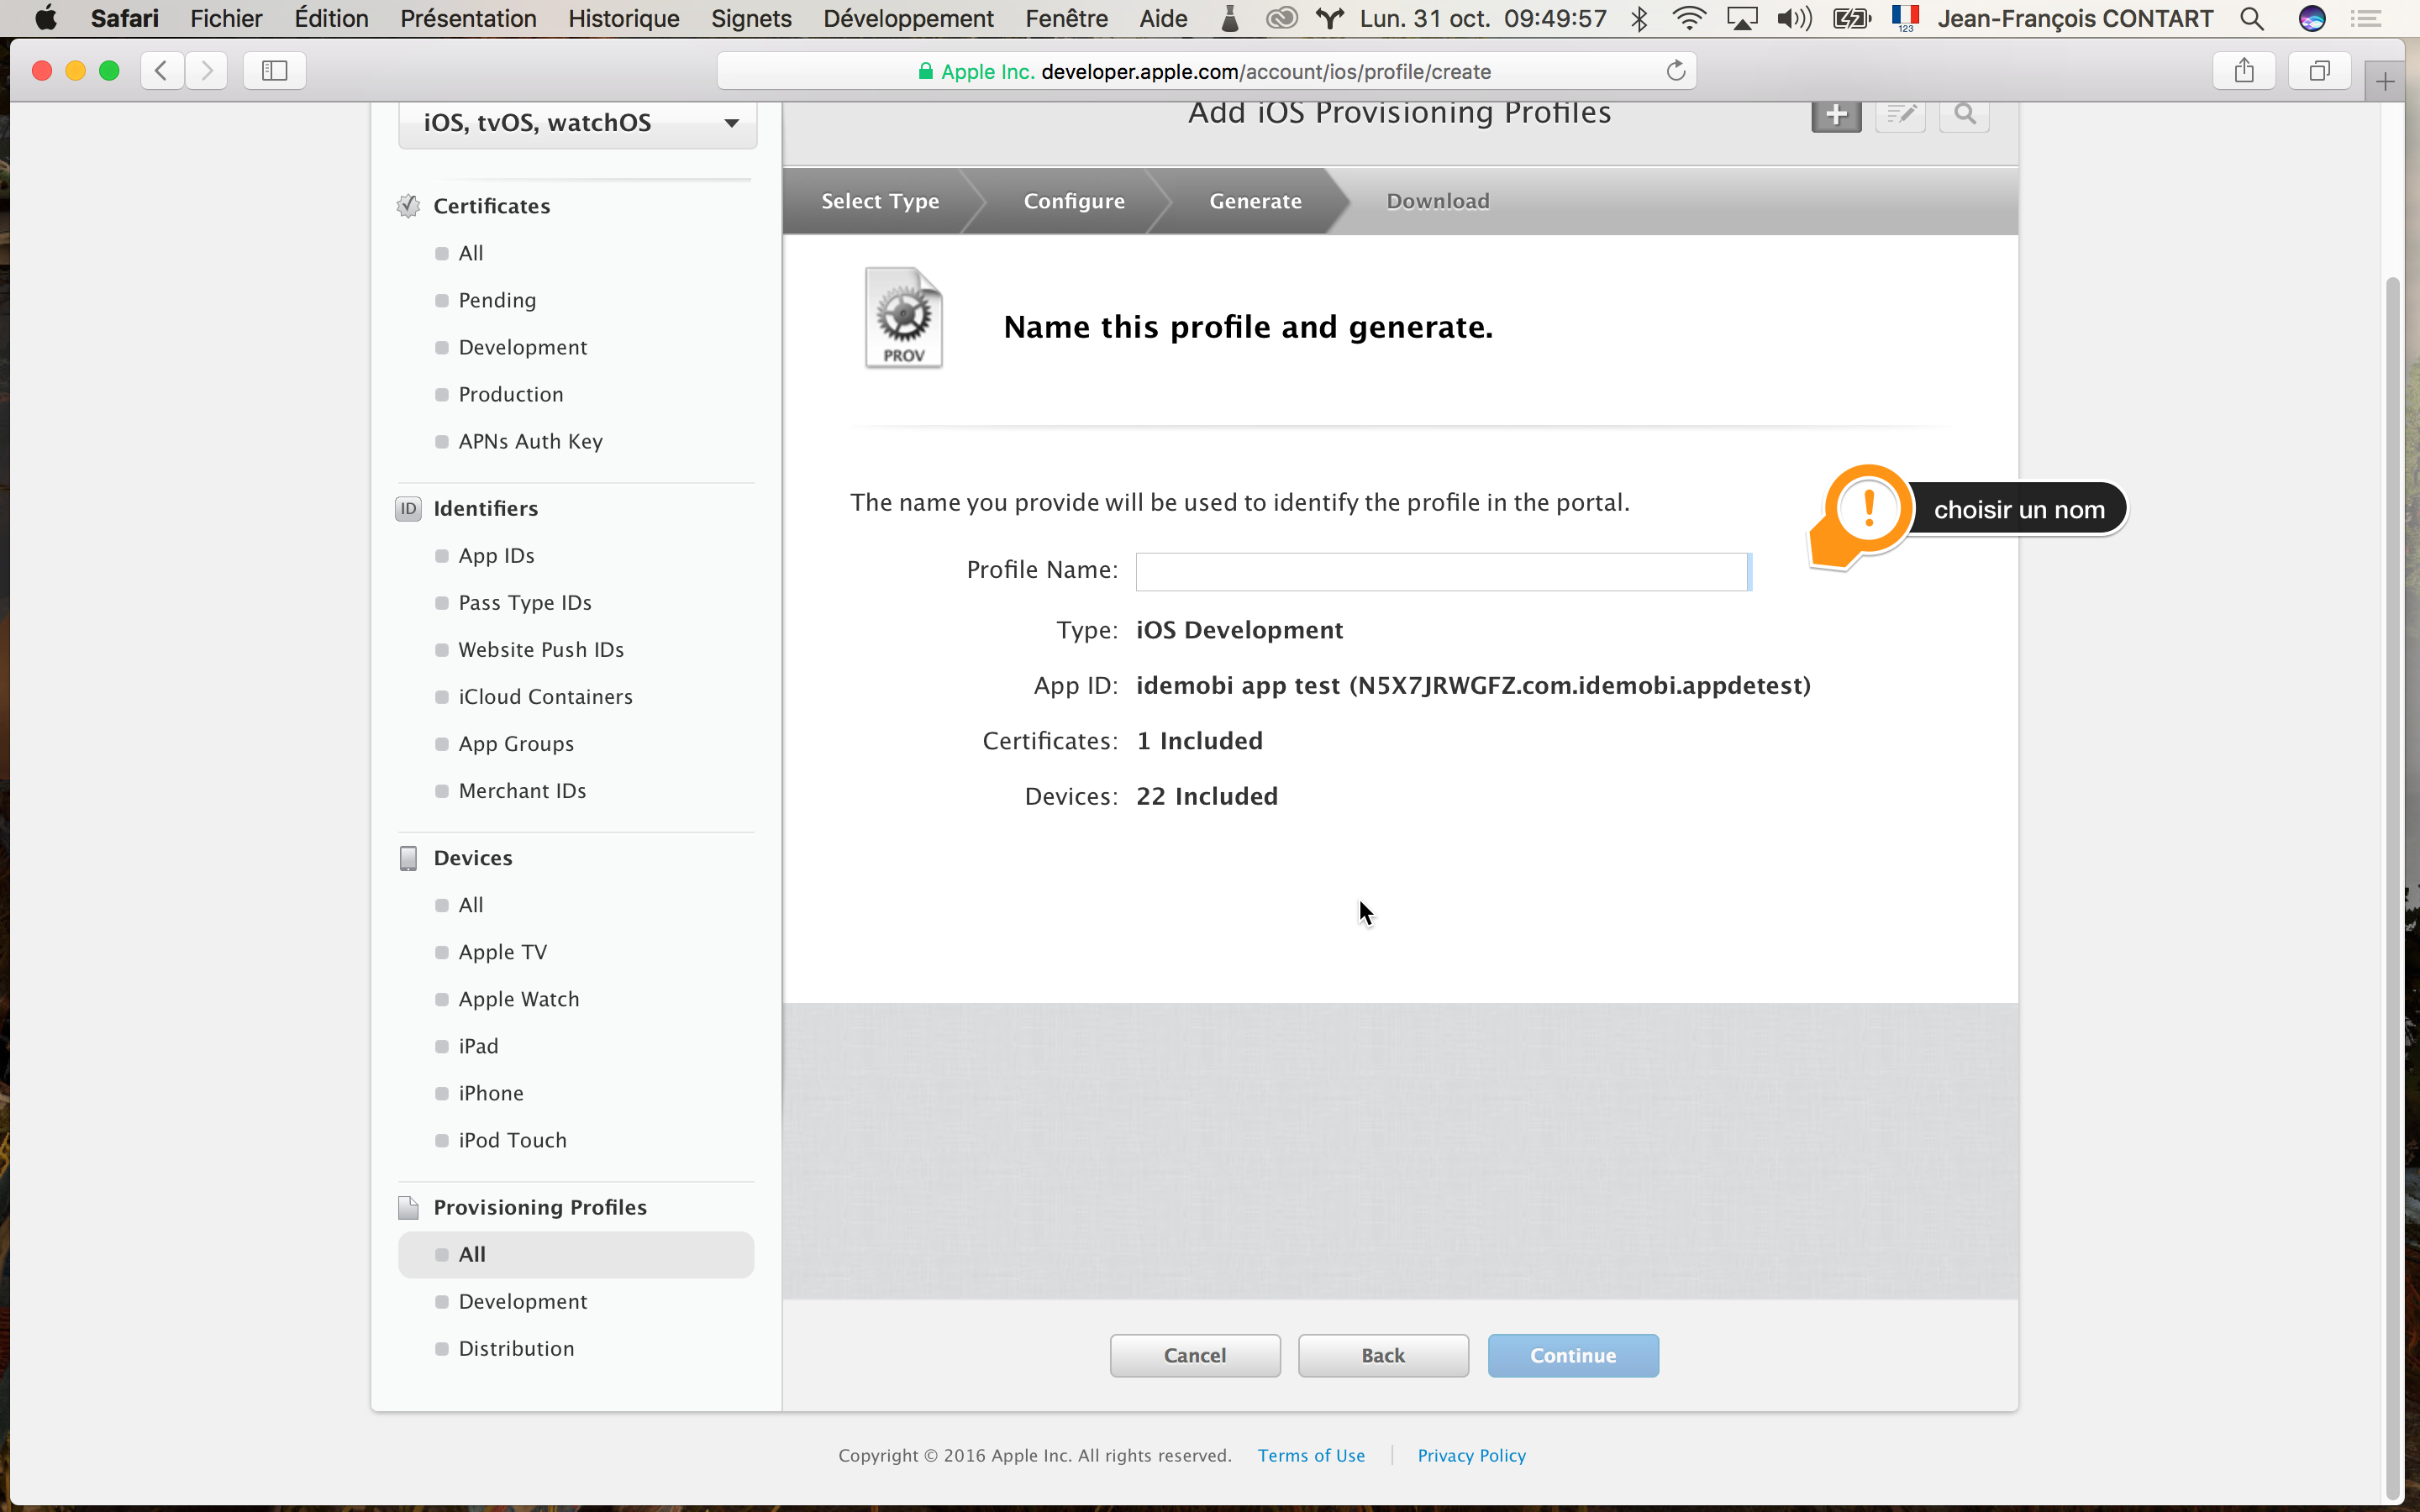 Safari Fichier Édition Présentation Historique Signets Développement Fenêtre Aide Lun. 31 oct. 09:49:57 123 Jean-François CONTART
Apple Inc. developer.apple.com/account/ios/profile/create
iOS, tvOS, watchOS
Certificates
All
Pending
Development
Production
APNs Auth Key
ID Identifiers
App IDs
Pass Type IDs
Website Push IDs
iCloud Containers
App Groups
Merchant IDs
Devices
All
Apple TV
Apple Watch
iPad
iPhone
iPod Touch
Provisioning Profiles
All
Development
Distribution
Add iOS Provisioning Profiles
Select Type Configure Generate Download
PROV
Name this profile and generate.
The name you provide will be used to identify the profile in the portal.
! choisir un nom
Profile Name:
Type: iOS Development
App ID: idemobi app test (N5X7JRWGFZ.com.idemobi.appdetest)
Certificates: 1 Included
Devices: 22 Included
Cancel Back Continue
Copyright © 2016 Apple Inc. All rights reserved. Terms of Use Privacy Policy